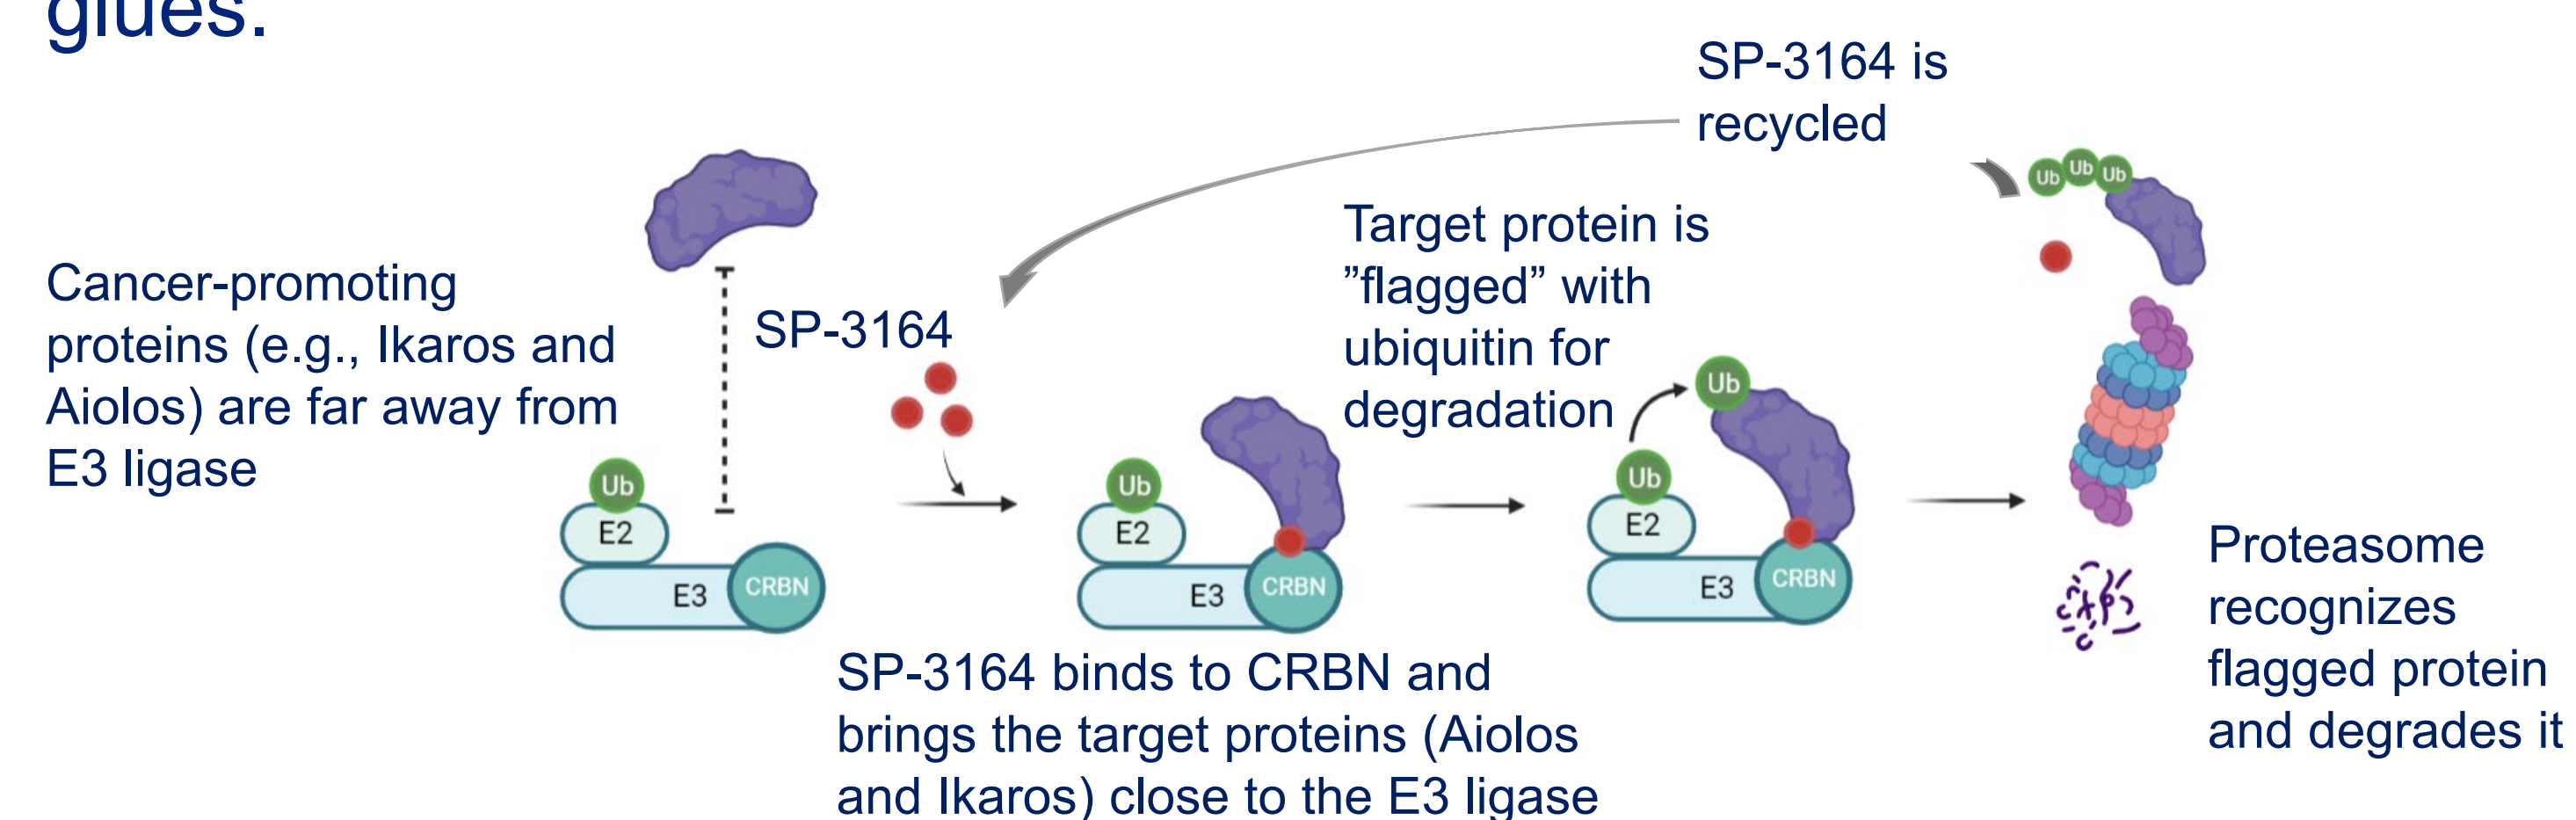 glues.
SP-3164 is
recycled
Ub Ub Ub
Cancer-promoting
proteins (e.g., Ikaros and
Aiolos) are far away from
E3 ligase
SP-3164
Target protein is
”flagged” with
ubiquitin for
degradation
Ub
E2
E3
CRBN
Ub
E2
E3
CRBN
Ub
Ub
E2
E3
CRBN
SP-3164 binds to CRBN and
brings the target proteins (Aiolos
and Ikaros) close to the E3 ligase
Proteasome
recognizes
flagged protein
and degrades it